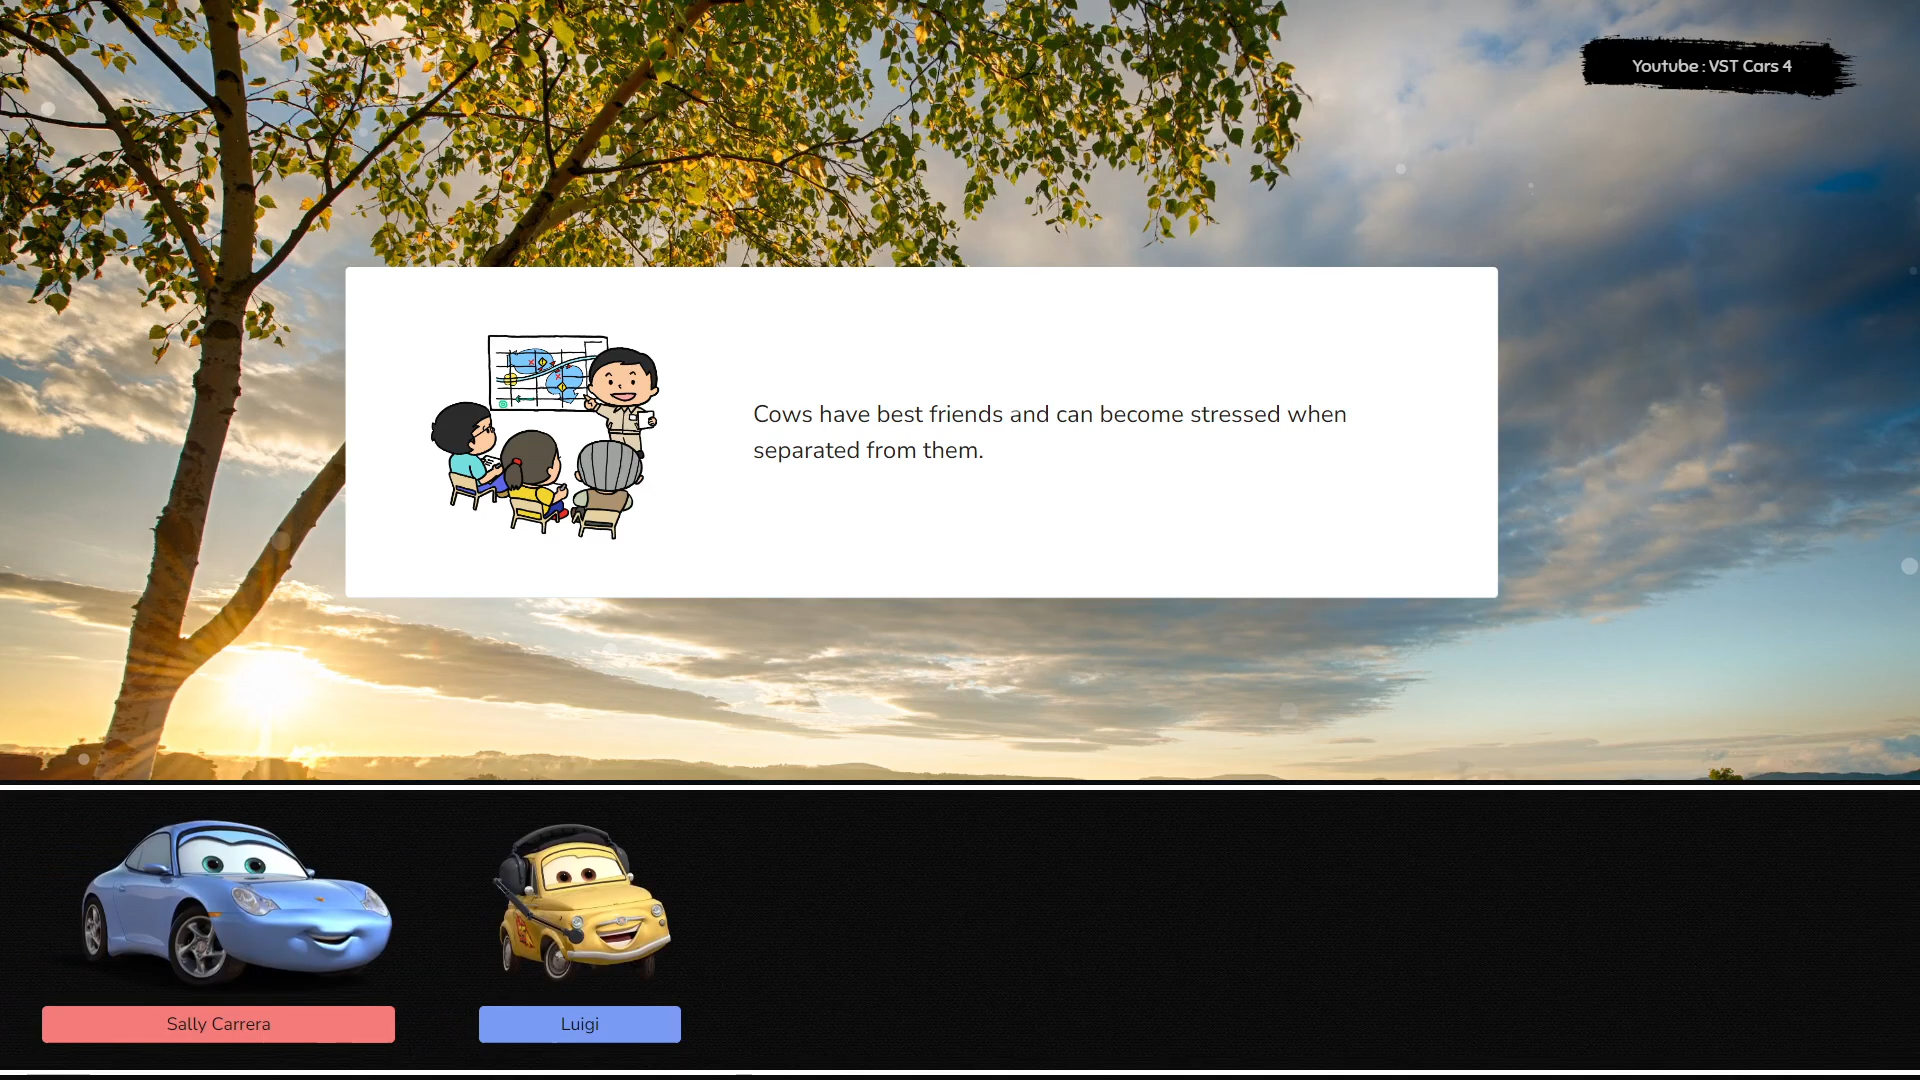 Youtube : VST Cars 4
Cows have best friends and can become stressed when
separated from them.
Sally Carrera
Luigi